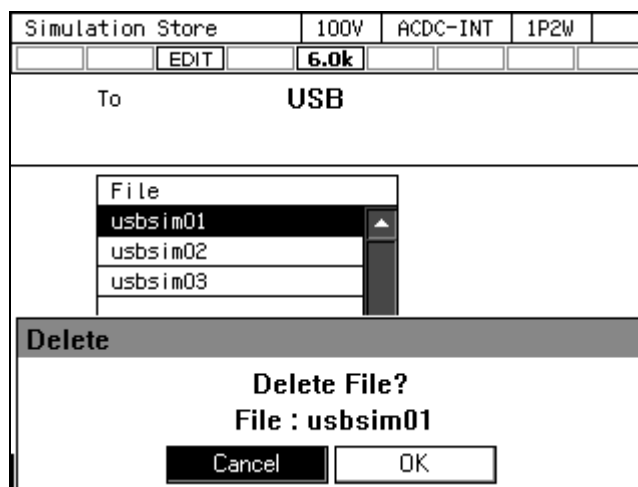 Simulation Store 100V ACDC-INT 1P2W
EDIT 6.0k
To USB
File
usbsim01
usbsim02
usbsim03
Delete
Delete File?
File : usbsim01
Cancel OK